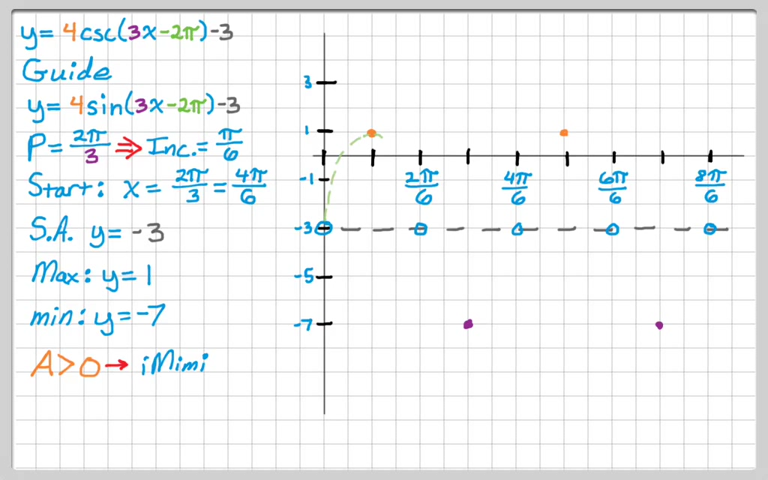 y= 4csc(3x-2π)-3
Guide
y= 4sin(3x-2π)-3
P= 2π/3 ⇒ Inc.= π/6
Start: x = 2π/3 = 4π/6
S.A. y= -3
Max: y= 1
min: y= -7
A>0 → iMimi
3
1
-1
2π/6 4π/6 6π/6 8π/6
-3
-5
-7